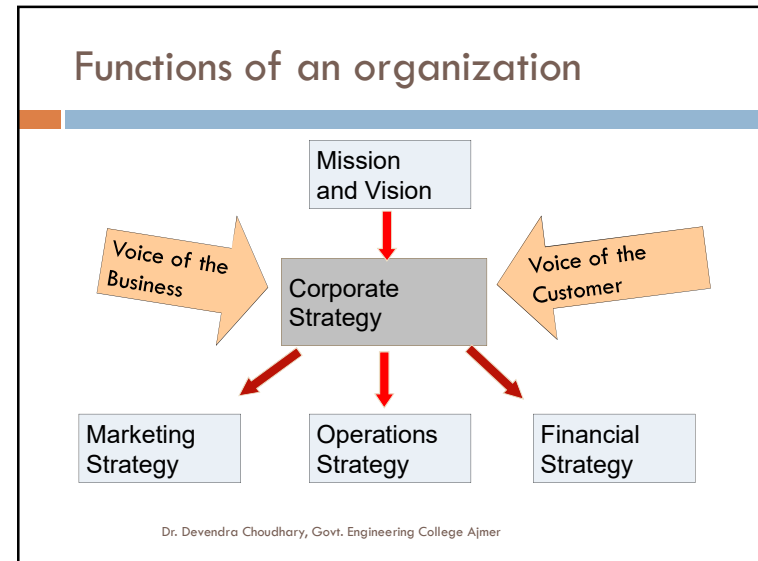 Functions of an organization
Mission
and Vision
Voice of the
Business
Corporate
Strategy
Voice of the
Customer
Marketing
Strategy
Operations
Strategy
Financial
Strategy
Dr. Devendra Choudhary, Govt. Engineering College Ajmer